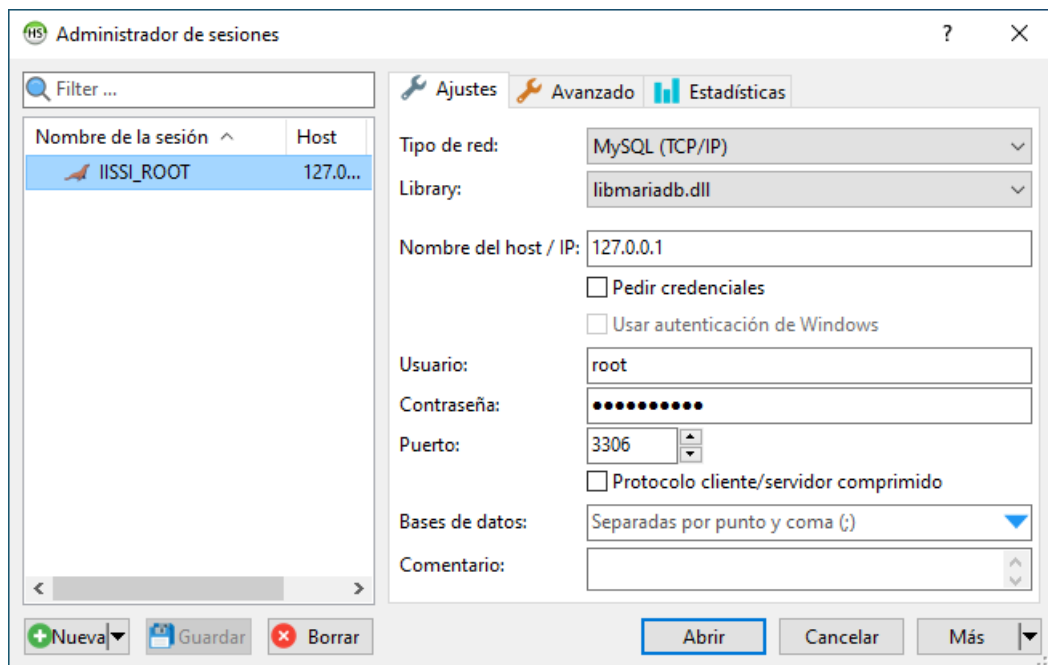 HS Administrador de sesiones ?
Filter ...
Nombre de la sesión Host
IISSI_ROOT 127.0...
Ajustes Avanzado Estadísticas
Tipo de red: MySQL (TCP/IP)
Library: libmariadb.dll
Nombre del host / IP: 127.0.0.1
Pedir credenciales
Usar autenticación de Windows
Usuario: root
Contraseña: ●●●●●●●●●●
Puerto: 3306
Protocolo cliente/servidor comprimido
Bases de datos: Separadas por punto y coma (;)
Comentario:
Nueva Guardar Borrar Abrir Cancelar Más